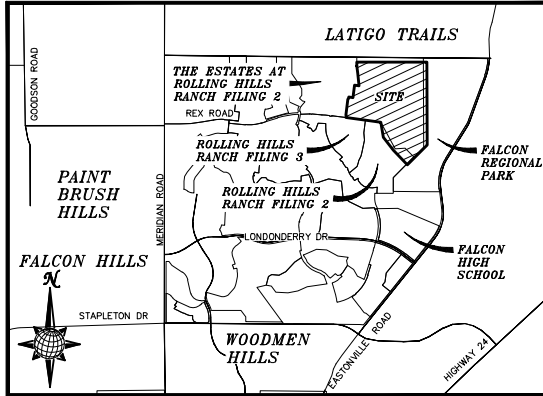 LATIGO TRAILS
GOODSON ROAD
THE ESTATES AT
ROLLING HILLS
RANCH FILING 2
REX ROAD
SITE
ROLLING HILLS
RANCH FILING 3
FALCON
REGIONAL
PARK
PAINT
BRUSH
HILLS
MERIDIAN ROAD
ROLLING HILLS
RANCH FILING 2
LONDONDERRY DR
FALCON
HIGH
SCHOOL
FALCON HILLS
N
STAPLETON DR
WOODMEN
HILLS
EASTONVILLE ROAD
HIGHWAY 24